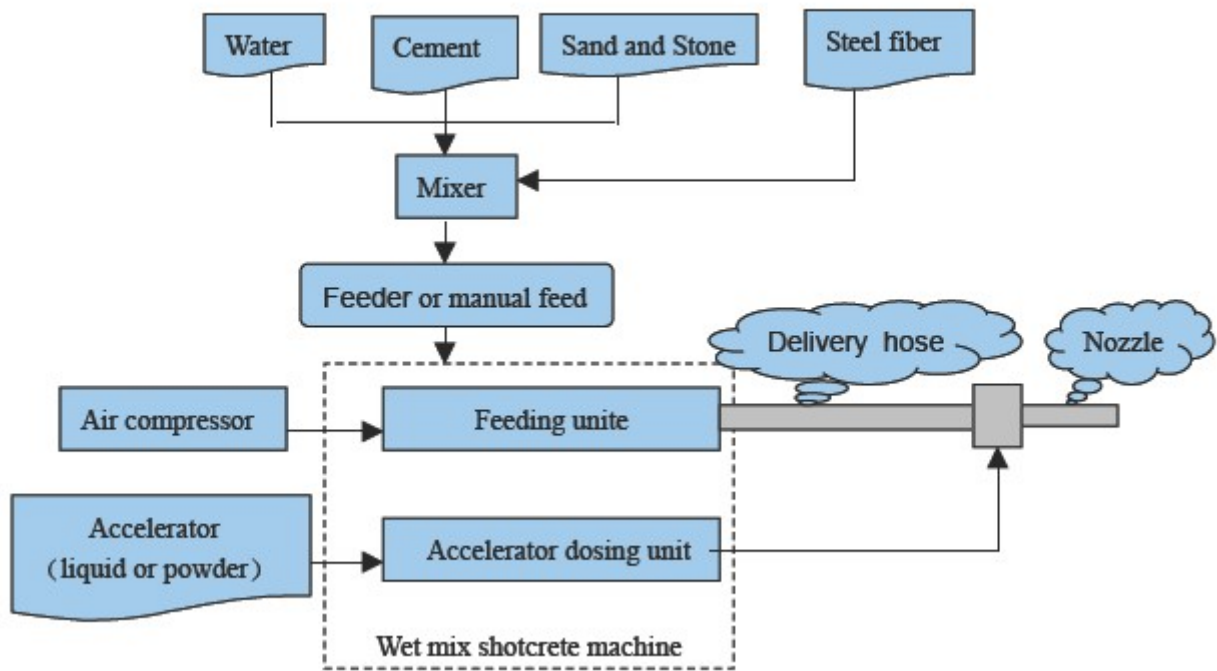 Water
Cement
Sand and Stone
Steel fiber
Mixer
Feeder or manual feed
Delivery hose
Nozzle
Air compressor
Feeding unite
Accelerator
（liquid or powder）
Accelerator dosing unit
Wet mix shotcrete machine